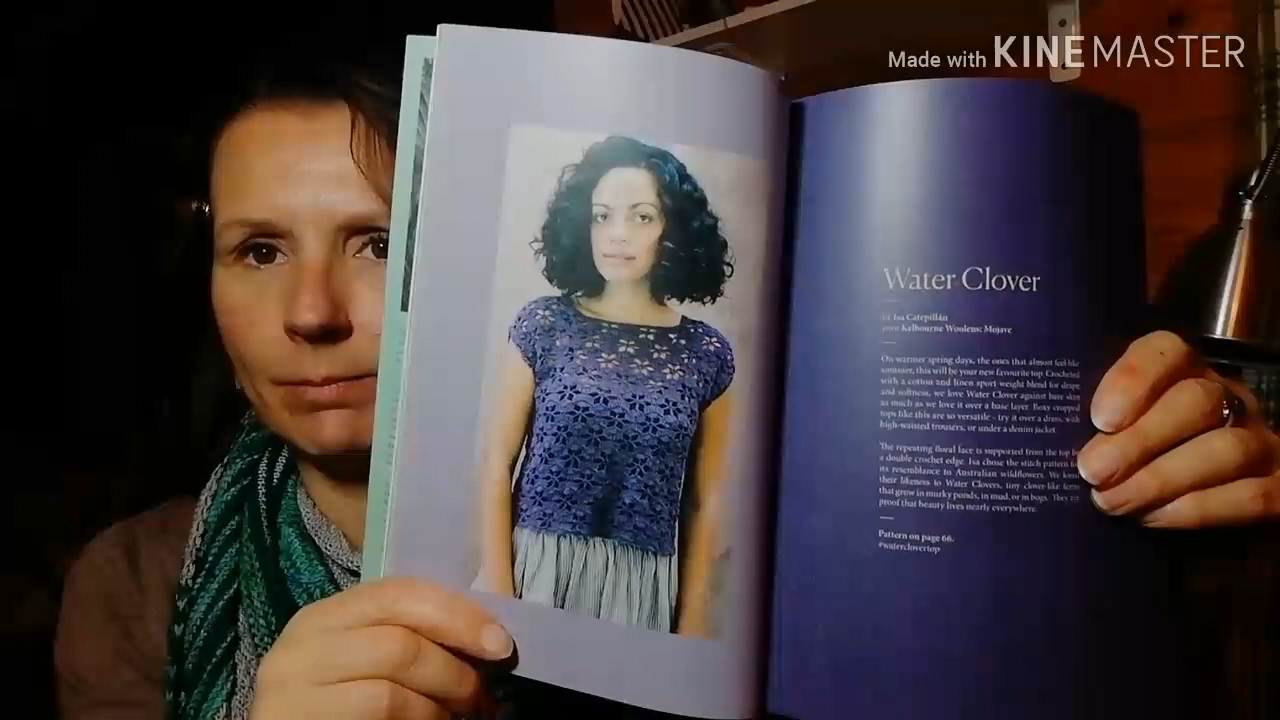 Made with KINEMASTER
Water Clover
by Isa Catepillán
yarn Kelbourne Woolens: Mojave
On warmer spring days, the ones that almost feel like
summer, this will be your new favourite top. Crocheted
with a cotton and linen sport-weight blend for drape
and softness, we love Water Clover against bare skin
as much as we love it over a base layer. Boxy cropped
tops like this are so versatile – try it over a dress, with
high-waisted trousers, or under a denim jacket.
The repeating floral lace is supported from the top by
a double crochet edge. Isa chose the stitch pattern for
its resemblance to Australian wildflowers. We love
their likeness to Water Clovers, tiny clover-like ferns
that grow in murky ponds, in mud, or in bogs. They are
proof that beauty lives nearly everywhere.
Pattern on page 66.
#waterclovertop